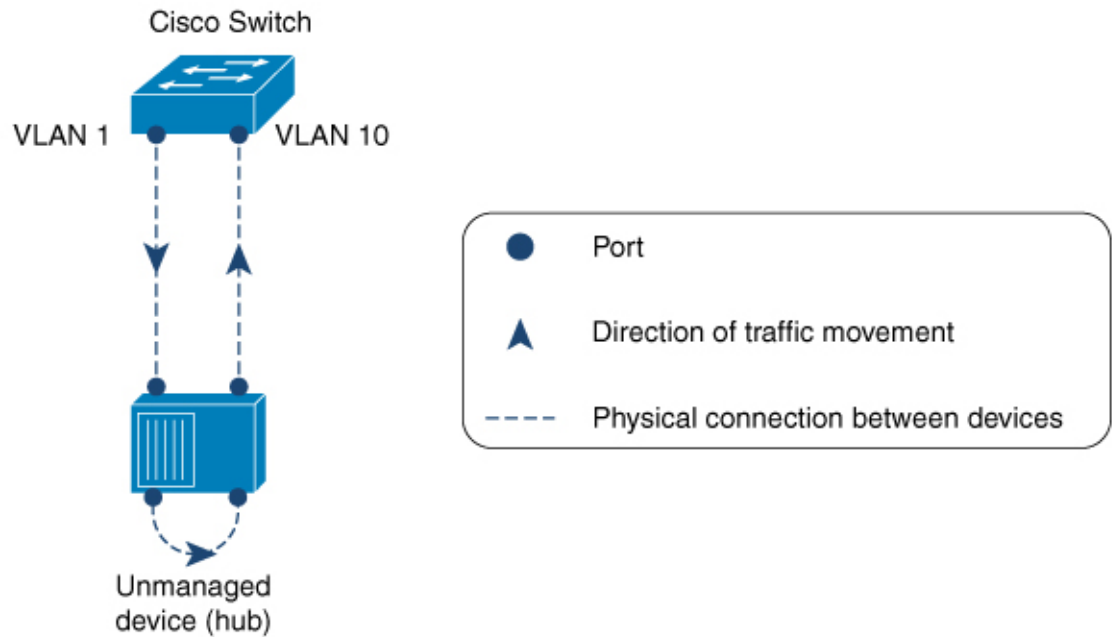 Cisco Switch
VLAN 1
VLAN 10
Port
Direction of traffic movement
Physical connection between devices
Unmanaged
device (hub)